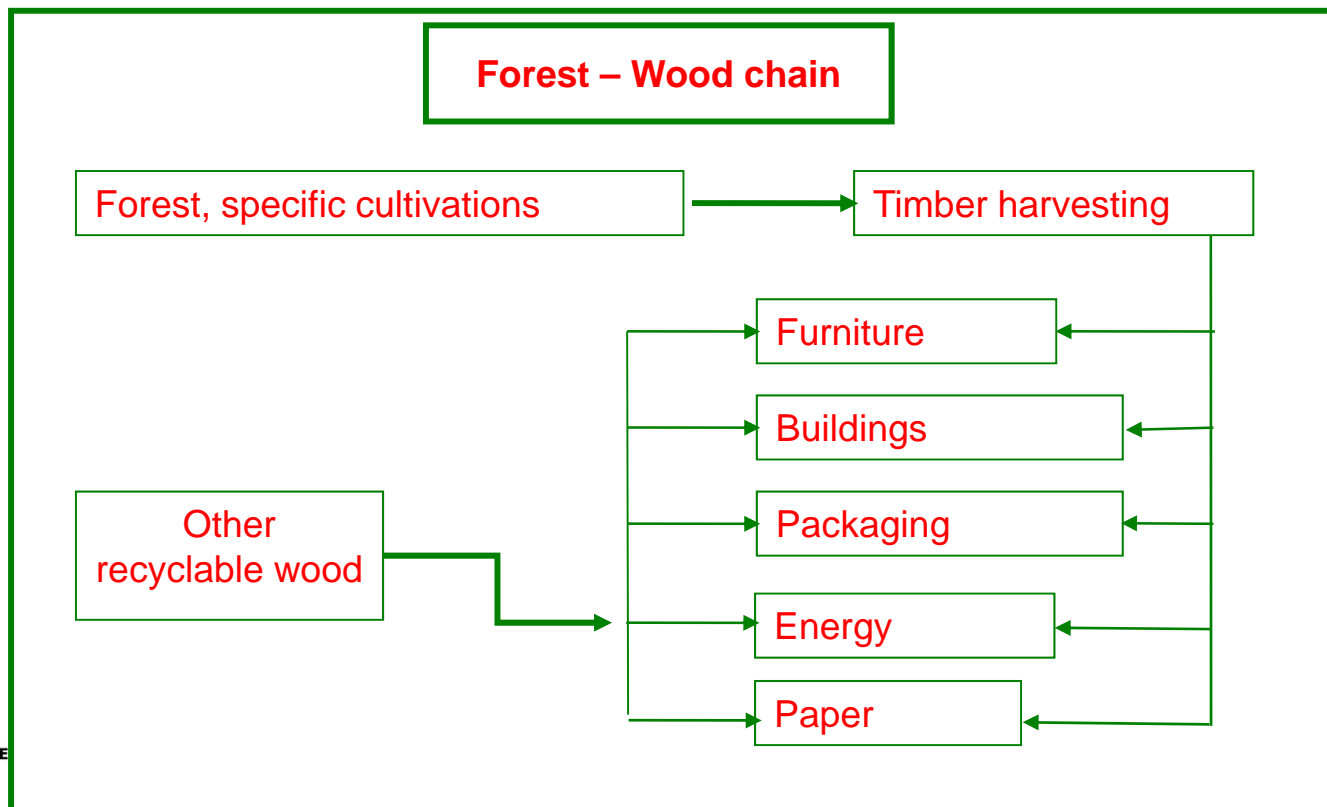 Forest – Wood chain
Forest, specific cultivations
Timber harvesting
Furniture
Buildings
Packaging
Other
recyclable wood
Energy
Paper
E